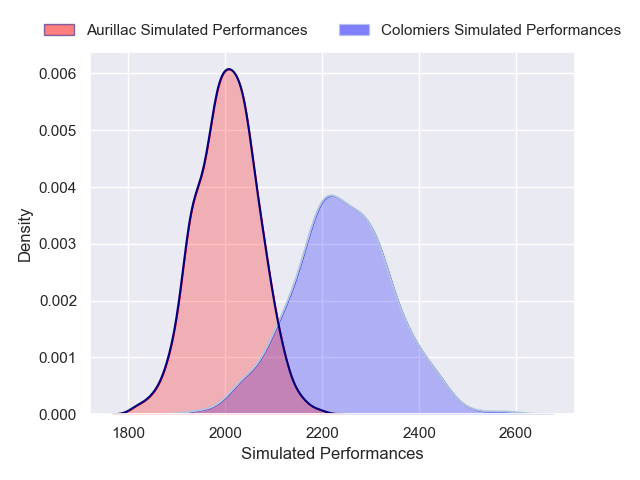 Aurillac Simulated Performances Colomiers Simulated Performances
0.006
0.005
0.004
0.003
0.002
0.001
0.000
Density
1800 2000 2200 2400 2600
Simulated Performances